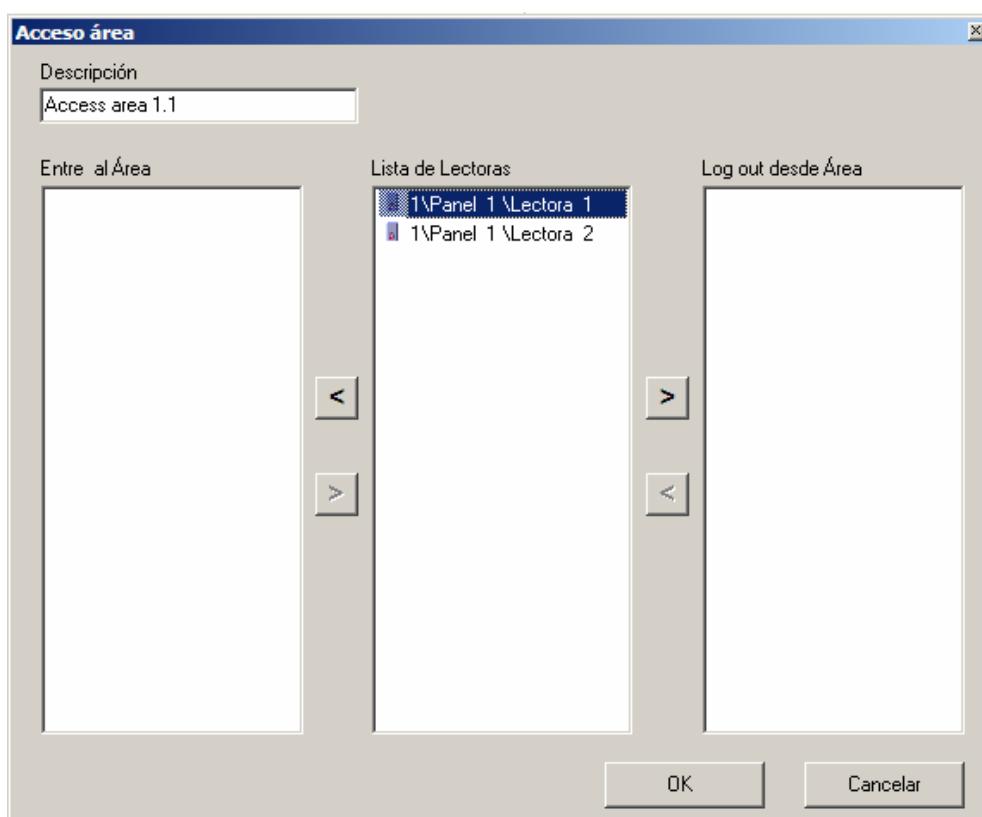 Acceso área
Descripción
Access area 1.1
Entre al Área
Lista de Lectoras
Log out desde Área
1\Panel 1 \Lectora 1
1\Panel 1 \Lectora 2
< >
> <
OK Cancelar